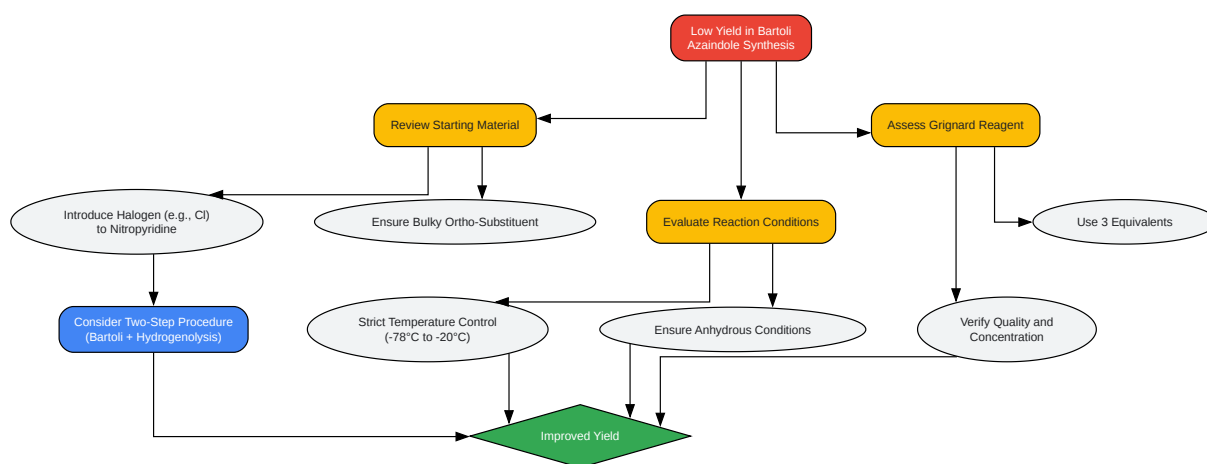 Low Yield in Bartoli
Azaindole Synthesis
Review Starting Material
Assess Grignard Reagent
Introduce Halogen (e.g., Cl)
to Nitropyridine
Ensure Bulky Ortho-Substituent
Evaluate Reaction Conditions
Use 3 Equivalents
Consider Two-Step Procedure
(Bartoli + Hydrogenolysis)
Strict Temperature Control
(-78°C to -20°C)
Ensure Anhydrous Conditions
Verify Quality and
Concentration
Improved Yield